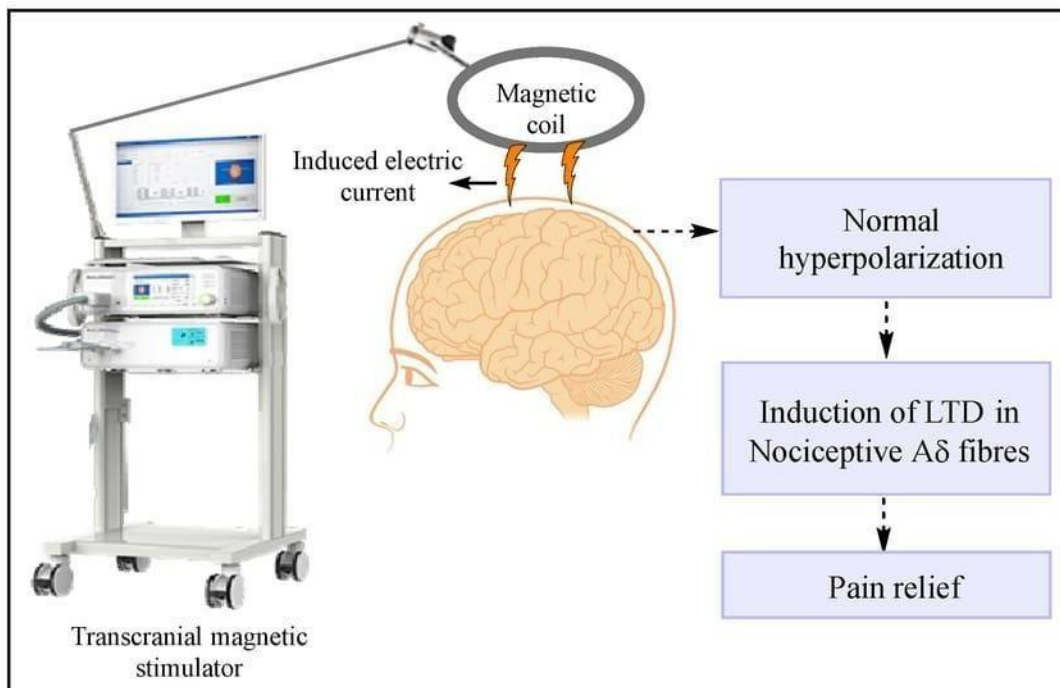 Magnetic
coil
Induced electric
current
Normal
hyperpolarization
Induction of LTD in
Nociceptive Aδ fibres
Pain relief
Transcranial magnetic
stimulator